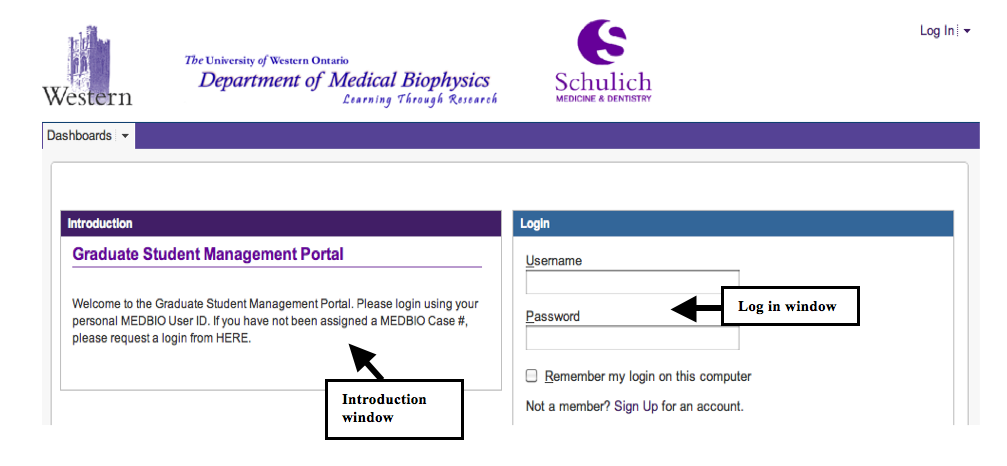 Log In
The University of Western Ontario
Department of Medical Biophysics
Learning Through Research
Western
Schulich
MEDICINE & DENTISTRY
Dashboards
Introduction
Graduate Student Management Portal
Welcome to the Graduate Student Management Portal. Please login using your
personal MEDBIO User ID. If you have not been assigned a MEDBIO Case #,
please request a login from HERE.
Introduction
window
Login
Username
Log in window
Password
Remember my login on this computer
Not a member? Sign Up for an account.